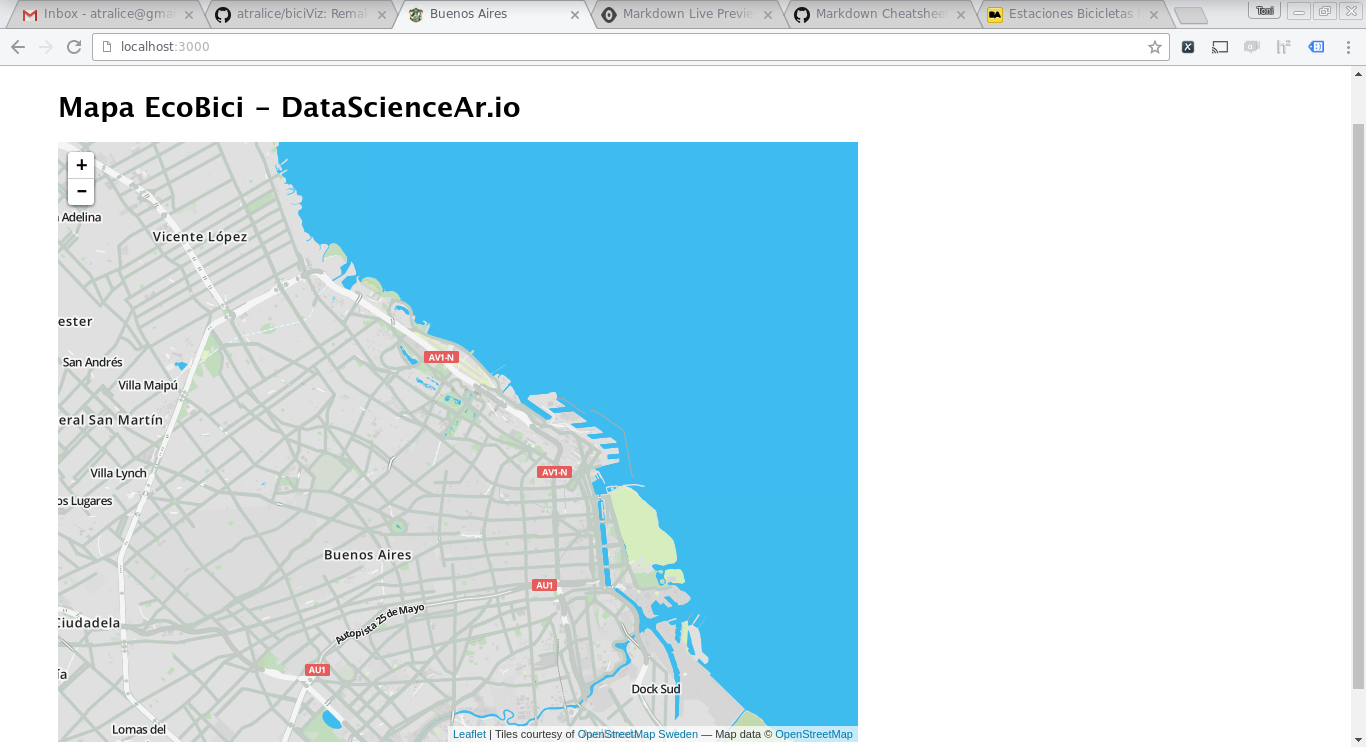 Inbox - atralice@gma
atralice/biciViz: Rema
Buenos Aires
Markdown Live Previe
Markdown Cheatshee
Estaciones Bicicletas
Toni
localhost:3000
Mapa EcoBici - DataScienceAr.io
+
-
Adelina
Vicente López
ester
San Andrés
AV1-N
Villa Maipú
eral San Martín
Villa Lynch
AV1-N
os Lugares
Buenos Aires
AU1
Autopista 25 de Mayo
Ciudadela
ía
AU1
Dock Sud
Lomas del
Leaflet | Tiles courtesy of OpenStreetMap Sweden — Map data © OpenStreetMap